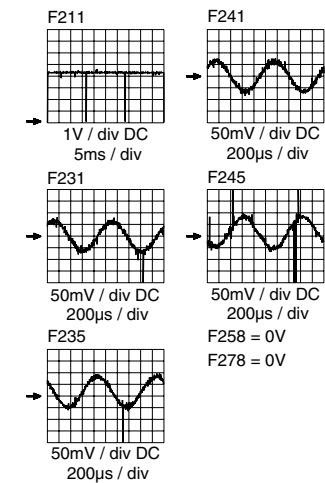 F211
1V / div DC
5ms / div
F231
50mV / div DC
200µs / div
F235
50mV / div DC
200µs / div
F241
50mV / div DC
200µs / div
F245
50mV / div DC
200µs / div
F258 = 0V
F278 = 0V